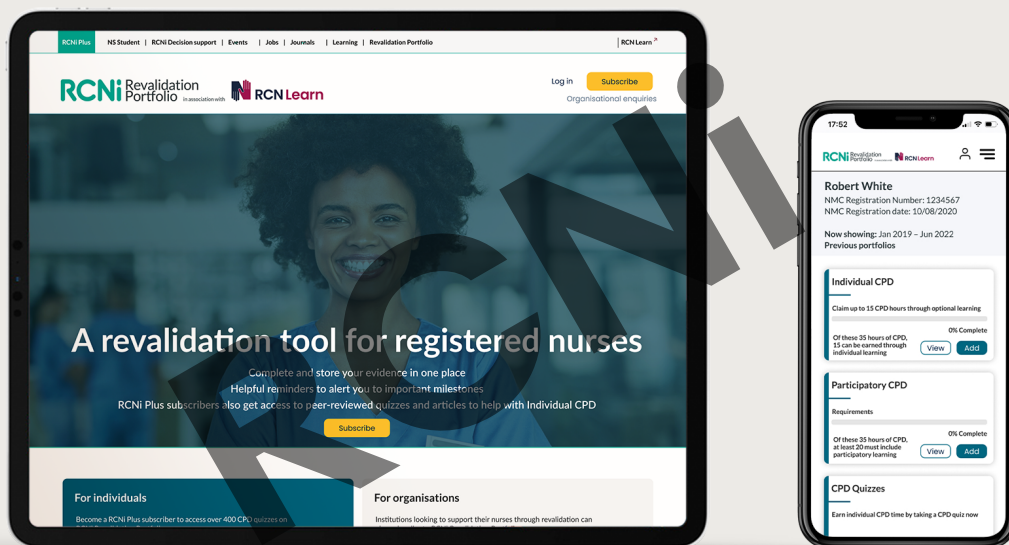 RCNi Plus NS Student | RCNi Decision support | Events | Jobs | Journals | Learning | Revalidation Portfolio | RCN Learn
RCNi Revalidation Portfolio In association with RCN Learn
Log in Subscribe
Organisational enquiries
A revalidation tool for registered nurses
Complete and store your evidence in one place
Helpful reminders to alert you to important milestones
RCNi Plus subscribers also get access to peer-reviewed quizzes and articles to help with Individual CPD
Subscribe
For individuals
Become a RCNi Plus subscriber to access over 400 CPD quizzes on
For organisations
Institutions looking to support their nurses through revalidation can
17:52
RCNi Revalidation Portfolio RCN Learn
Robert White
NMC Registration Number: 1234567
NMC Registration date: 10/08/2020
Now showing: Jan 2019 – Jun 2022
Previous portfolios
Individual CPD
Claim up to 15 CPD hours through optional learning
0% Complete
Of these 35 hours of CPD,
15 can be earned through
individual learning
View Add
Participatory CPD
Requirements
0% Complete
Of these 35 hours of CPD,
at least 20 must include
participatory learning
View Add
CPD Quizzes
Earn individual CPD time by taking a CPD quiz now
RCNi